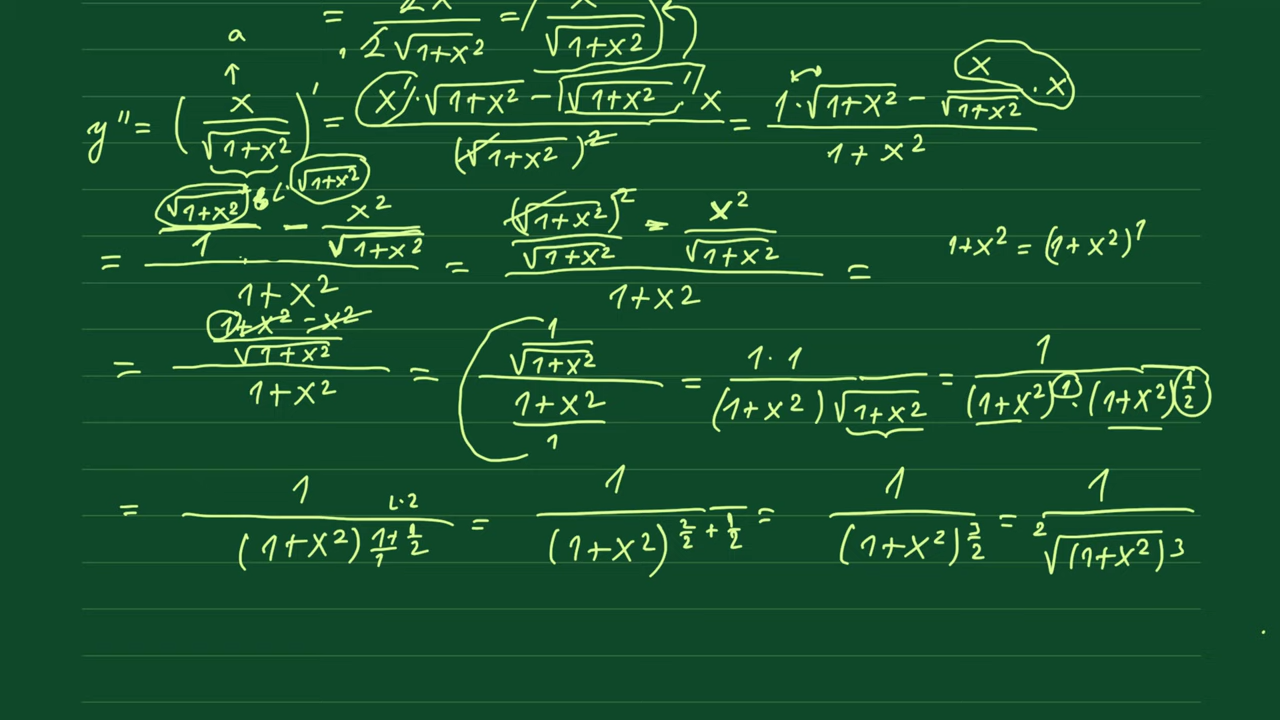 = 2x / 2√(1+x²) = x / √(1+x²)
a
↑
y'' = (x / √(1+x²))' = (x' · √(1+x²) - √(1+x²)' · x) / (√(1+x²))² = (1 · √(1+x²) - x / √(1+x²) · x) / (1+x²)
= (√(1+x²) / 1 - x² / √(1+x²)) / (1+x²) = ((√(1+x²))² / √(1+x²) - x² / √(1+x²)) / (1+x²) =
√(1+x²)
1+x² = (1+x²)¹
= ((1+x² - x²) / √(1+x²)) / (1+x²) = (1 / √(1+x²)) / ((1+x²) / 1) = 1·1 / ((1+x²) √(1+x²)) = 1 / ((1+x²)¹ · (1+x²)^(1/2))
= 1 / (1+x²)^(1/1 + 1/2) = 1 / (1+x²)^(2/2 + 1/2) = 1 / (1+x²)^(3/2) = 1 / ²√((1+x²)³)